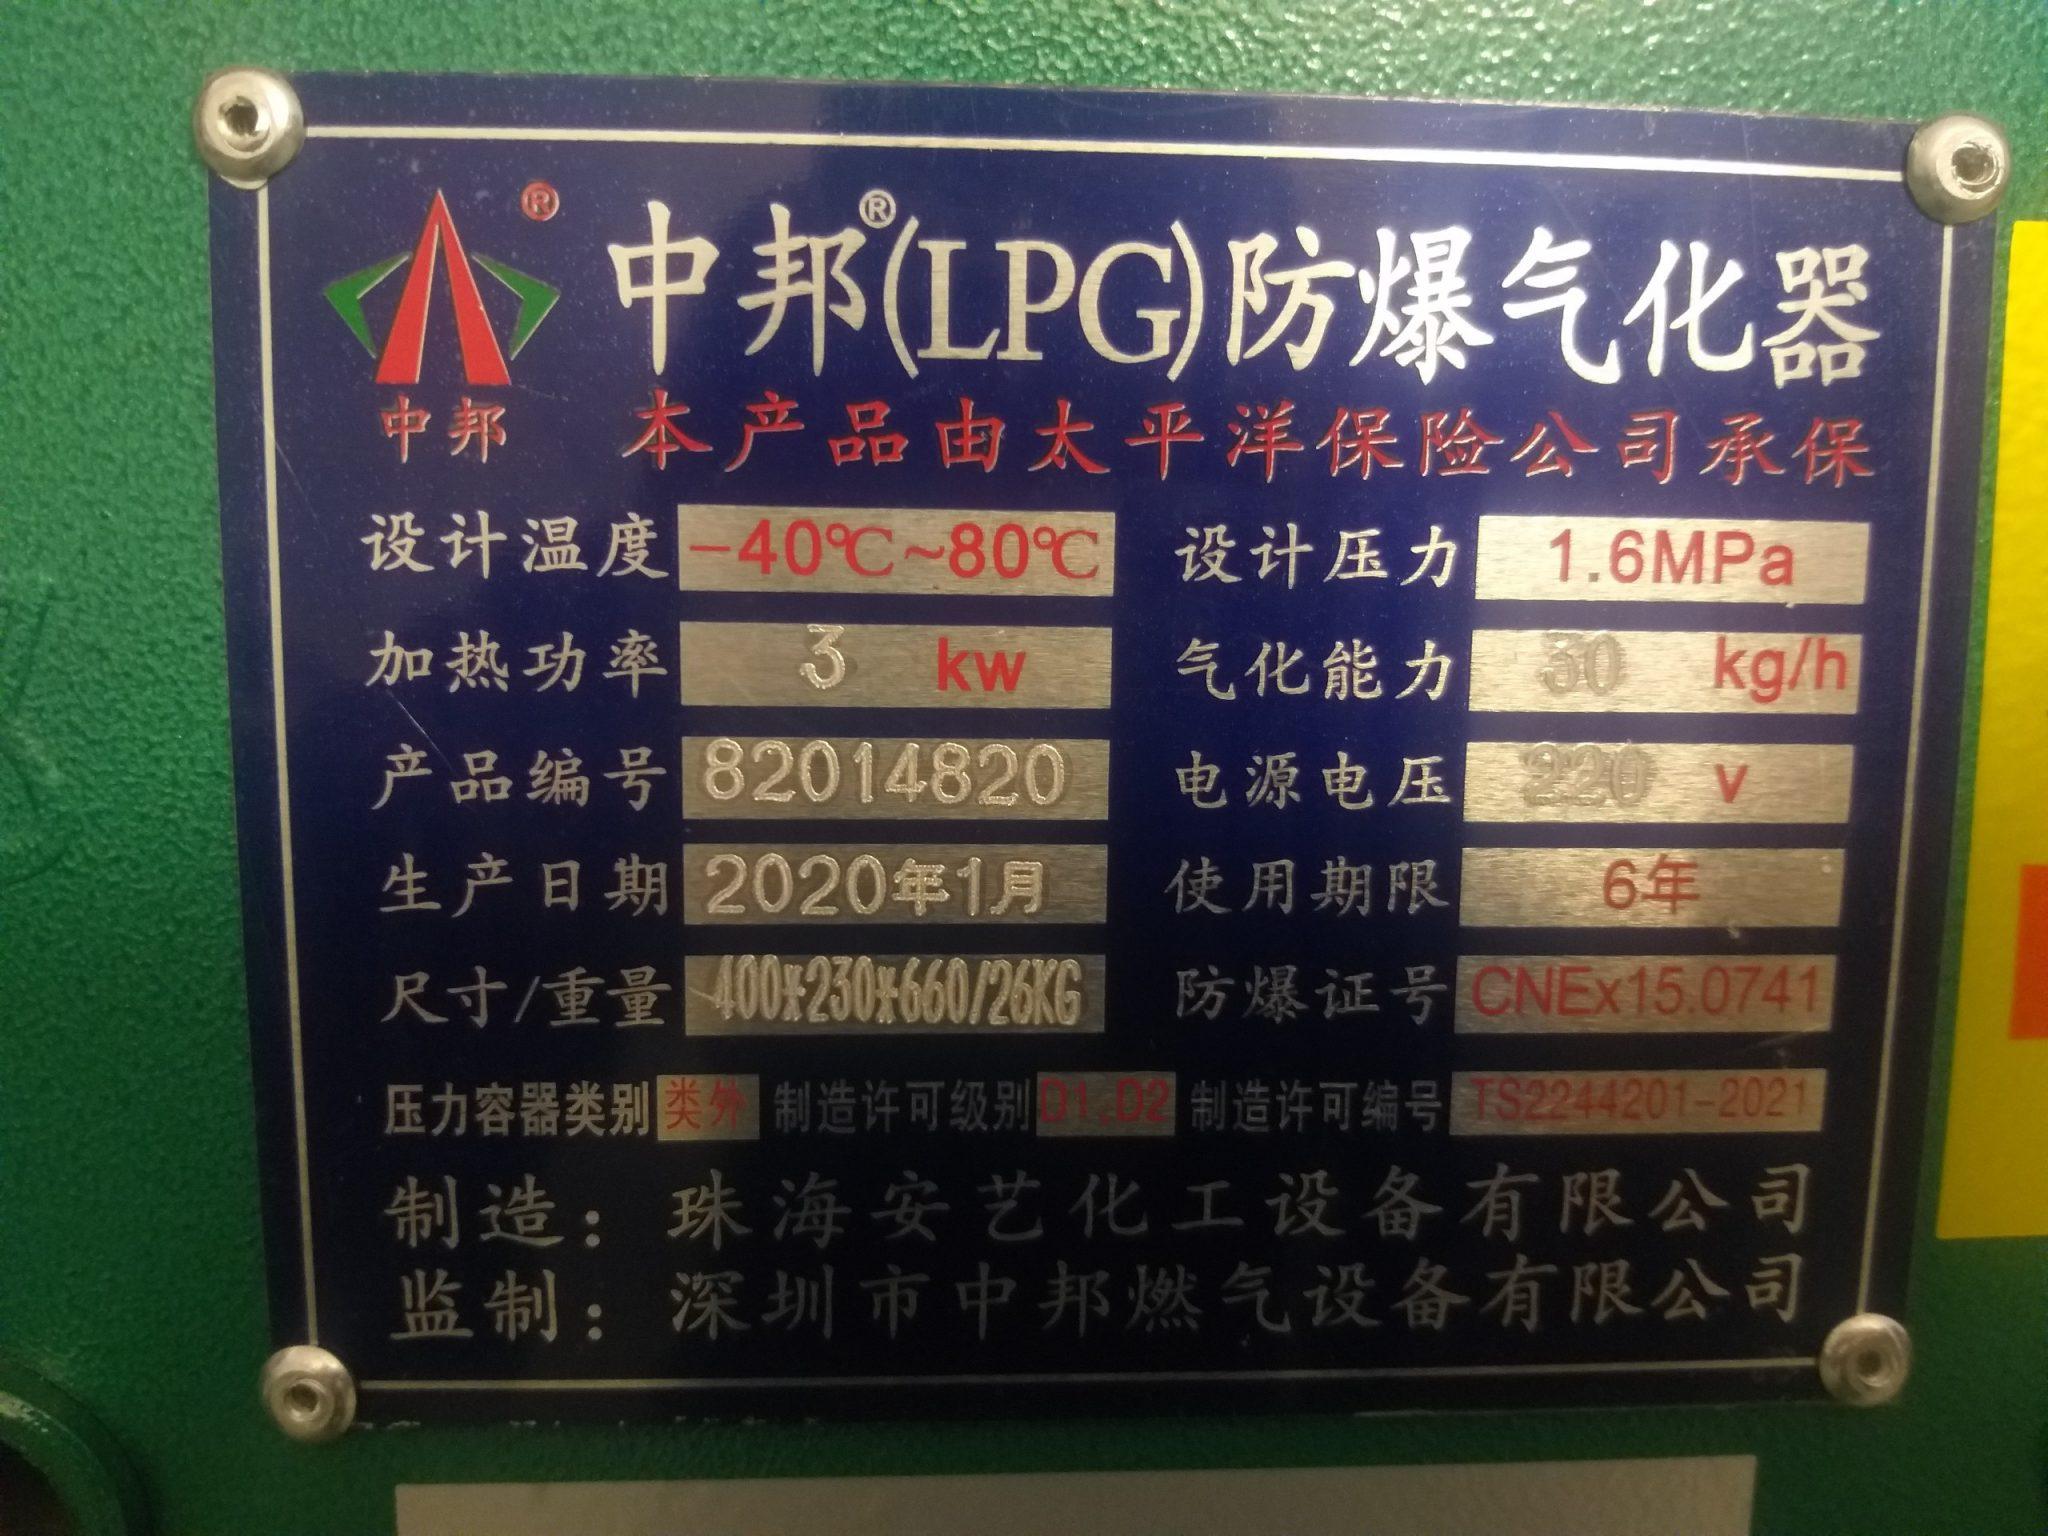 ®
中邦
中邦®(LPG)防爆气化器
本产品由太平洋保险公司承保
设计温度 -40℃~80℃ 设计压力 1.6MPa
加热功率 3 kw 气化能力 30 kg/h
产品编号 82014820 电源电压 220 v
生产日期 2020年1月 使用期限 6年
尺寸/重量 400*230*660/26KG 防爆证号 CNEx15.0741
压力容器类别 类外 制造许可级别 D1.D2 制造许可编号 TS2244201-2021
制造：珠海安艺化工设备有限公司
监制：深圳市中邦燃气设备有限公司